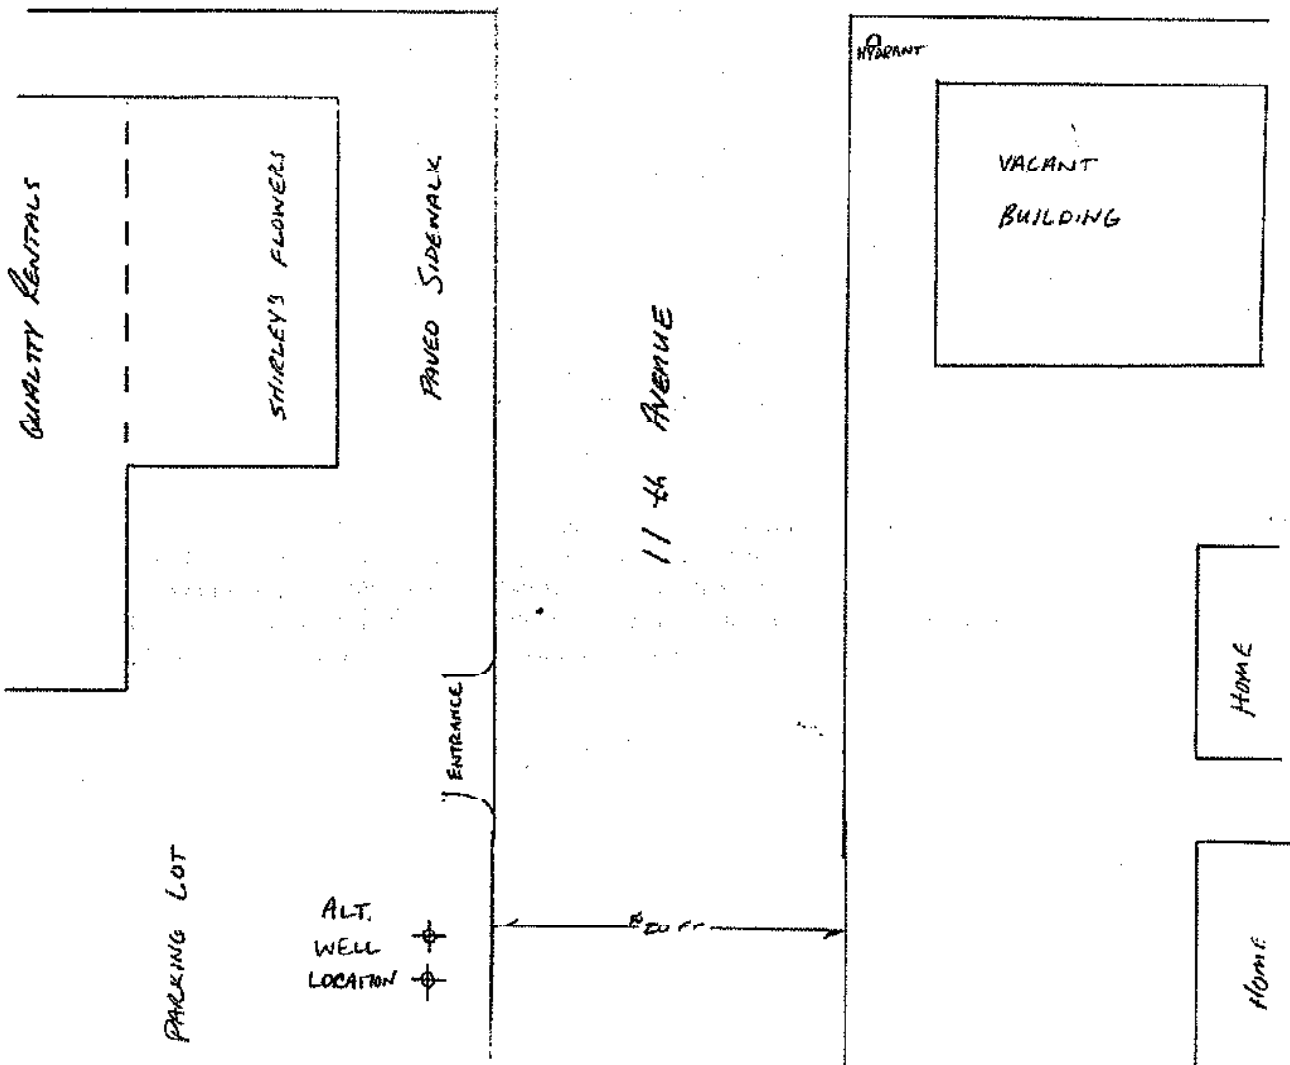 HYDRANT
VACANT
BUILDING
QUALITY RENTALS
SHIRLEY'S FLOWERS
PAVED SIDEWALK
11th AVENUE
HOME
ENTRANCE
PARKING LOT
ALT.
WELL
LOCATION
FT
HOME